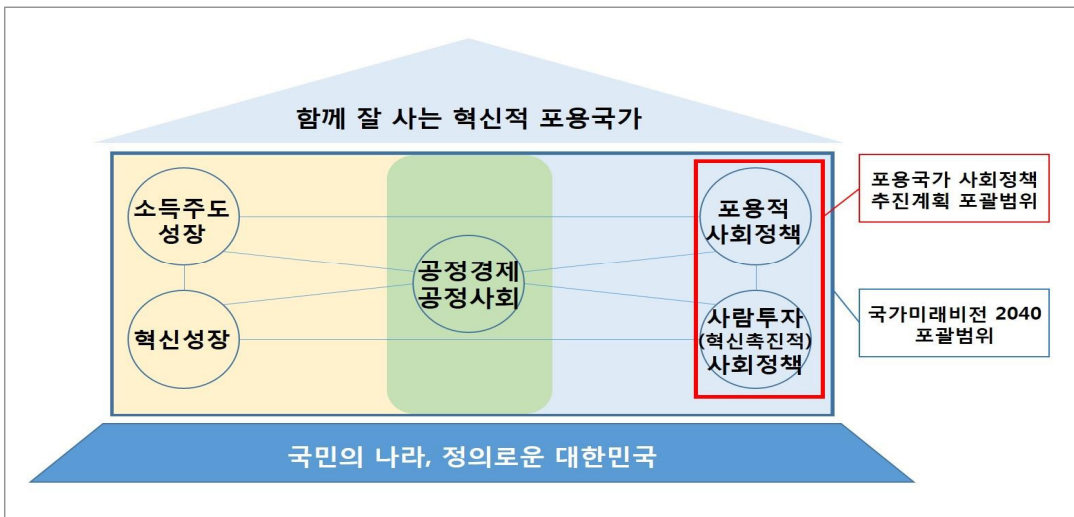 함께 잘 사는 혁신적 포용국가
소득주도
성장
포용적
사회정책
공정경제
공정사회
혁신성장
사람투자
(혁신촉진적)
사회정책
포용국가 사회정책
추진계획 포괄범위
국가미래비전 2040
포괄범위
국민의 나라, 정의로운 대한민국